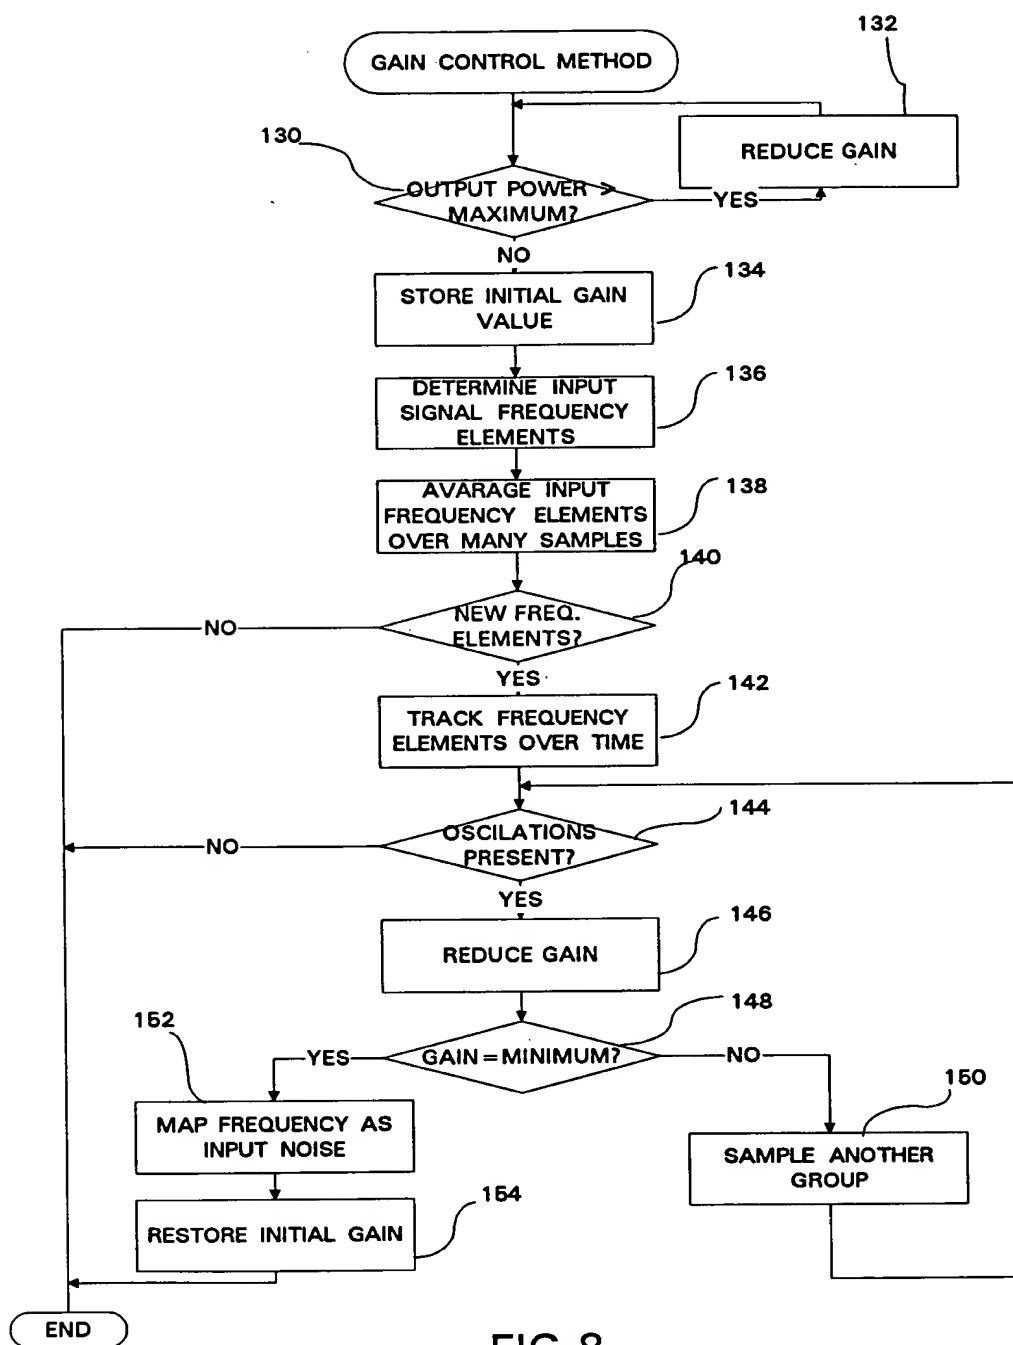 132
GAIN CONTROL METHOD
130
REDUCE GAIN
OUTPUT POWER >
MAXIMUM?
YES
NO
134
STORE INITIAL GAIN
VALUE
136
DETERMINE INPUT
SIGNAL FREQUENCY
ELEMENTS
138
AVARAGE INPUT
FREQUENCY ELEMENTS
OVER MANY SAMPLES
140
NEW FREQ.
ELEMENTS?
NO
YES
142
TRACK FREQUENCY
ELEMENTS OVER TIME
144
OSCILATIONS
PRESENT?
NO
YES
146
REDUCE GAIN
148
152
GAIN = MINIMUM?
YES
NO
150
MAP FREQUENCY AS
INPUT NOISE
SAMPLE ANOTHER
GROUP
154
RESTORE INITIAL GAIN
END
FIG 8